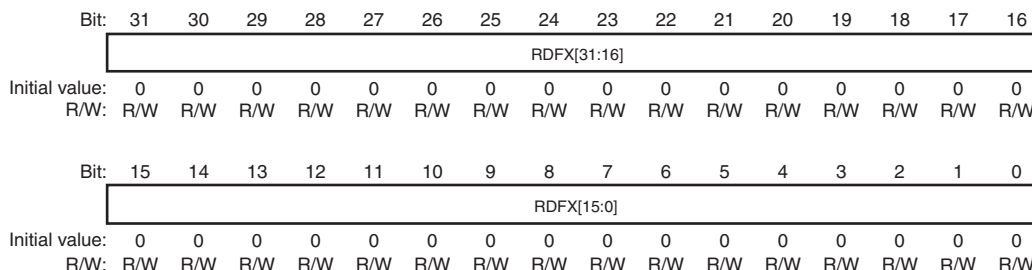 Bit: 31 30 29 28 27 26 25 24 23 22 21 20 19 18 17 16
RDFX[31:16]
Initial value: 0 0 0 0 0 0 0 0 0 0 0 0 0 0 0 0
R/W: R/W R/W R/W R/W R/W R/W R/W R/W R/W R/W R/W R/W R/W R/W R/W R/W
Bit: 15 14 13 12 11 10 9 8 7 6 5 4 3 2 1 0
RDFX[15:0]
Initial value: 0 0 0 0 0 0 0 0 0 0 0 0 0 0 0 0
R/W: R/W R/W R/W R/W R/W R/W R/W R/W R/W R/W R/W R/W R/W R/W R/W R/W